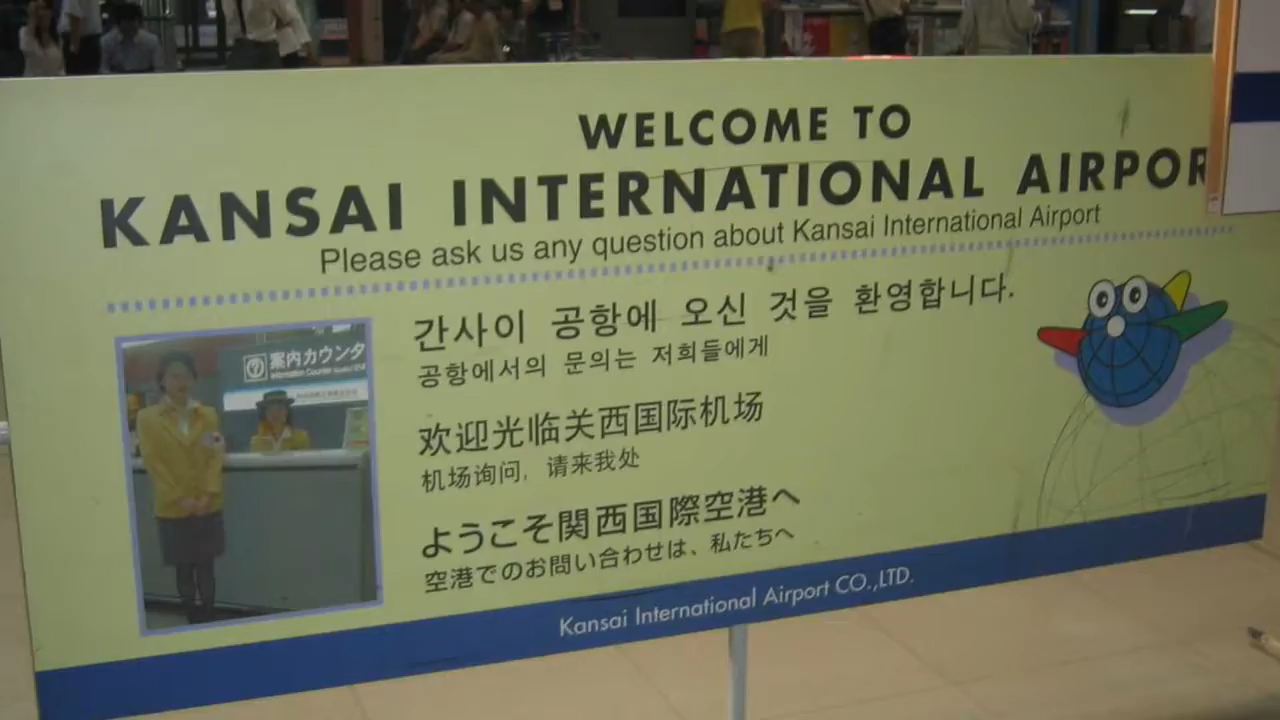 WELCOME TO
KANSAI INTERNATIONAL AIRPOR
Please ask us any question about Kansai International Airport
간사이 공항에 오신 것을 환영합니다.
공항에서의 문의는 저희들에게
欢迎光临关西国际机场
机场询问, 请来我处
ようこそ関西国際空港へ
空港でのお問い合わせは、私たちへ
案内カウンタ
Information Counter
Kansai International Airport CO.,LTD.